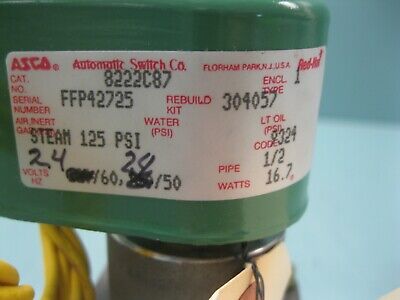 ASCO® Automatic Switch Co. FLORHAM PARK, N.J., U.S.A. Red-Hat
CAT. NO. 8222C87 ENCL. TYPE 1
SERIAL NUMBER FFP42725 REBUILD KIT 304057
AIR, INERT GAS WATER (PSI) LT OIL (PSI)
STEAM 125 PSI CODE 8324
24 24 PIPE 1/2
VOLTS HZ /60, /50 WATTS 16.7